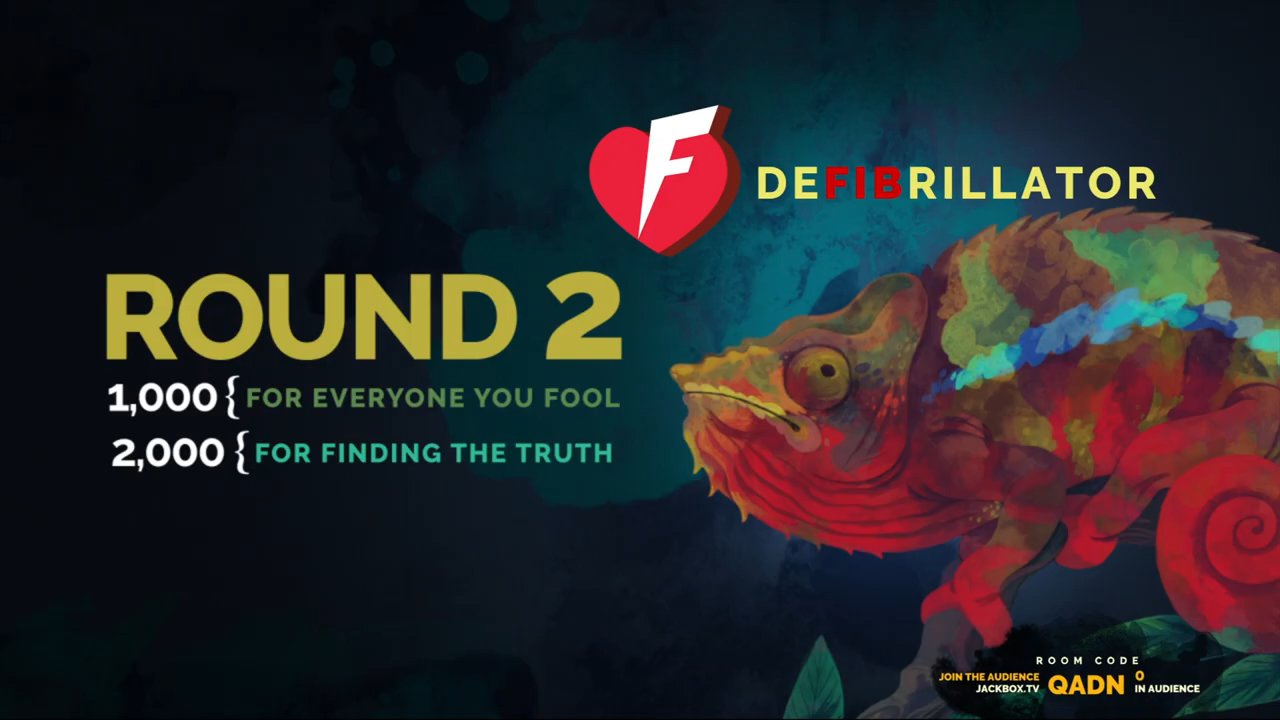 F
DEFIBRILLATOR
ROUND 2
1,000 { FOR EVERYONE YOU FOOL
2,000 { FOR FINDING THE TRUTH
ROOM CODE
JOIN THE AUDIENCE
JACKBOX.TV
QADN
0
IN AUDIENCE